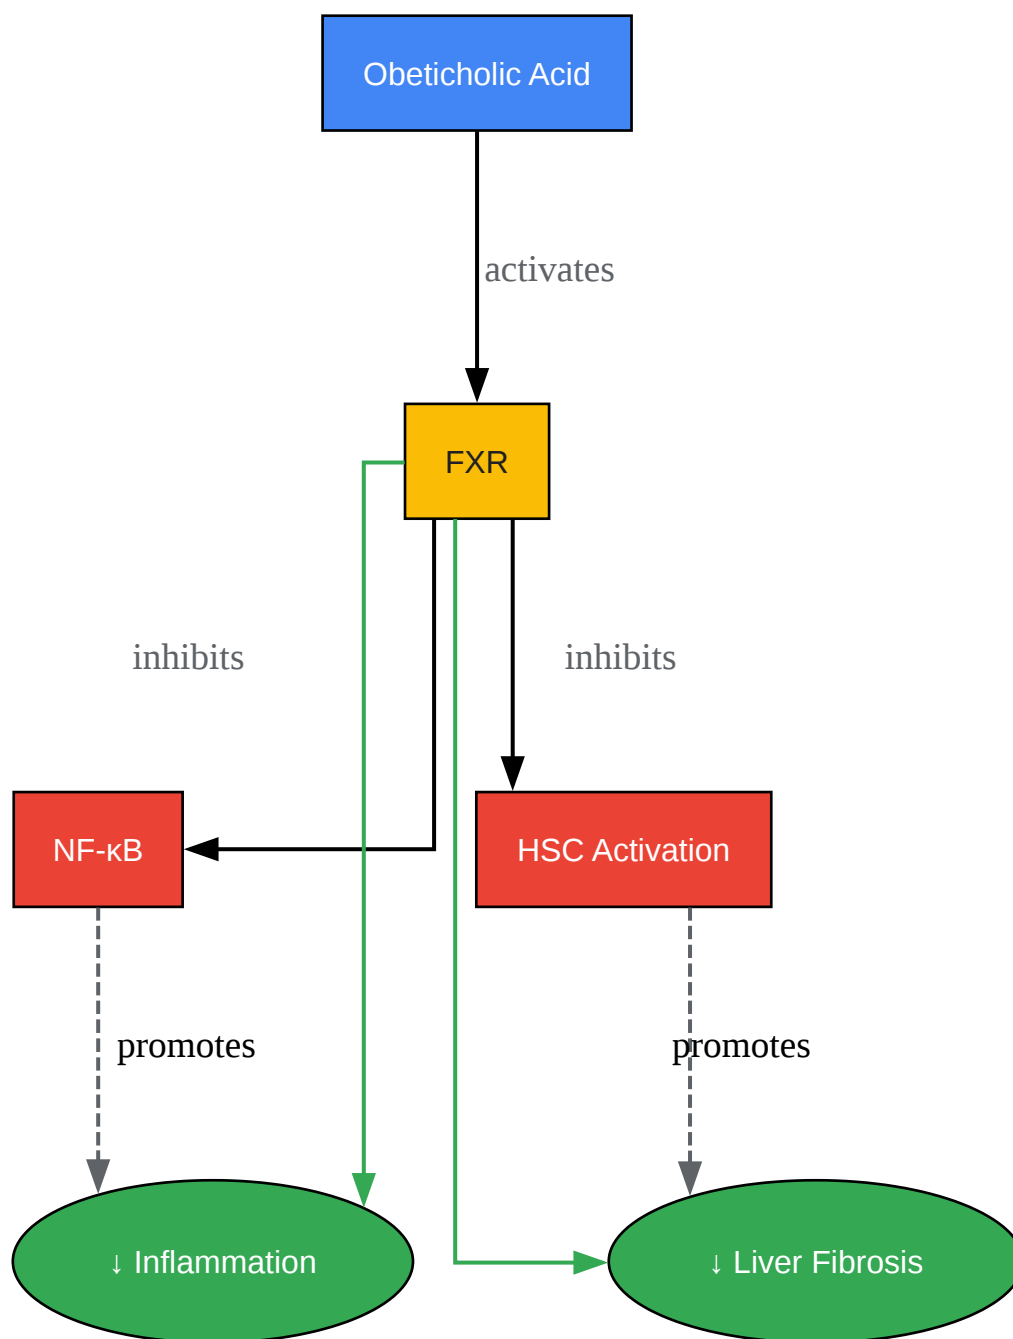 Obeticholic Acid
activates
FXR
inhibits
inhibits
NF-κB
HSC Activation
promotes
promotes
↓ Inflammation
↓ Liver Fibrosis